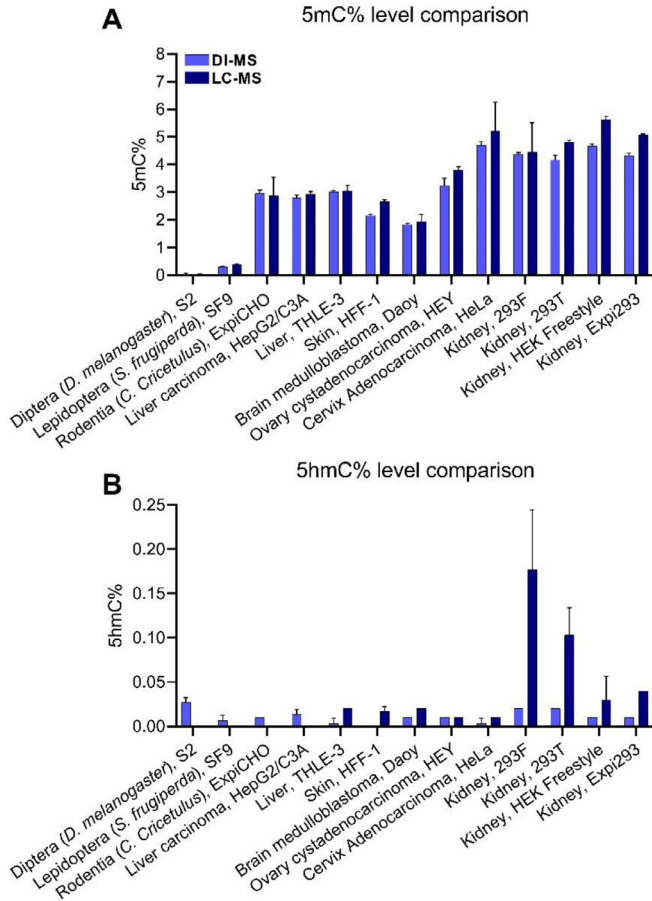 A
5mC% level comparison
DI-MS
LC-MS
5mC%
8
7
6
5
4
3
2
1
0
Diptera (D. melanogaster), S2
Lepidoptera (S. frugiperda), SF9
Rodentia (C. Cricetulus), ExpiCHO
Liver carcinoma, HepG2/C3A
Liver, THLE-3
Skin, HFF-1
Brain medulloblastoma, Daoy
Ovary cystadenocarcinoma, HEY
Cervix Adenocarcinoma, HeLa
Kidney, 293F
Kidney, 293T
Kidney, HEK Freestyle
Kidney, Expi293
B
5hmC% level comparison
5hmC%
0.25
0.20
0.15
0.10
0.05
0.00
Diptera (D. melanogaster), S2
Lepidoptera (S. frugiperda), SF9
Rodentia (C. Cricetulus), ExpiCHO
Liver carcinoma, HepG2/C3A
Liver, THLE-3
Skin, HFF-1
Brain medulloblastoma, Daoy
Ovary cystadenocarcinoma, HEY
Cervix Adenocarcinoma, HeLa
Kidney, 293F
Kidney, 293T
Kidney, HEK Freestyle
Kidney, Expi293